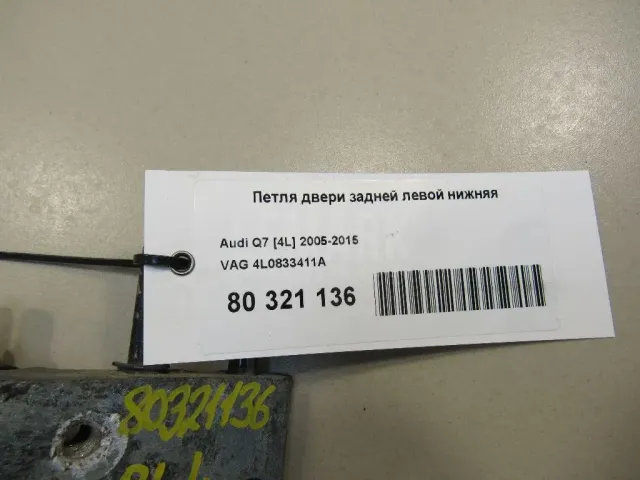 Петля двери задней левой нижняя
Audi Q7 [4L] 2005-2015
VAG 4L0833411A
80 321 136
80321136